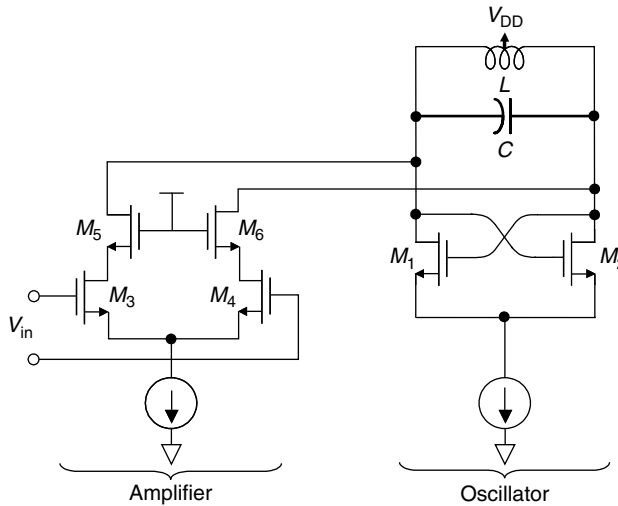 V_DD
L
C
M_5
M_6
M_1
M_3
M_4
V_in
Amplifier
Oscillator